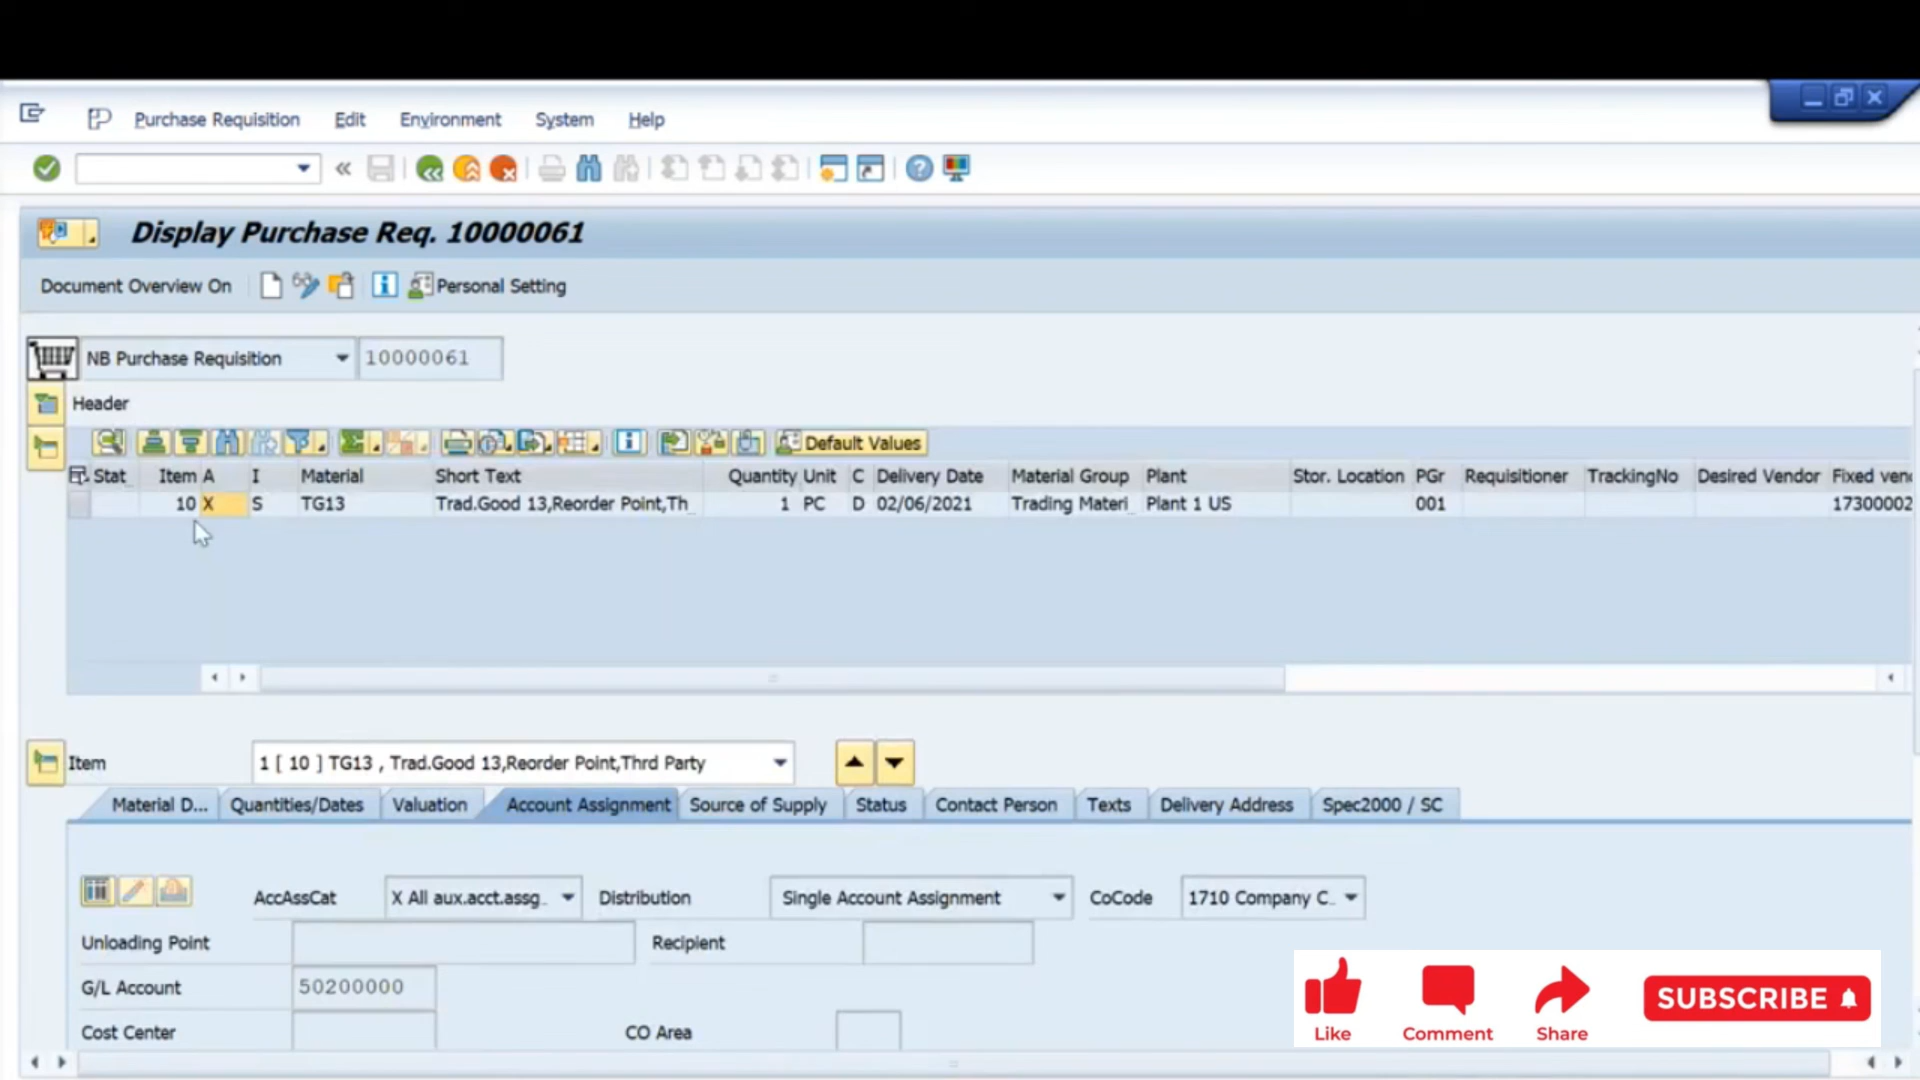 Purchase Requisition Edit Environment System Help
Display Purchase Req. 10000061
Document Overview On Personal Setting
NB Purchase Requisition 10000061
Header
Default Values
Stat Item A I Material Short Text Quantity Unit C Delivery Date Material Group Plant Stor. Location PGr Requisitioner TrackingNo Desired Vendor Fixed ven
10 X S TG13 Trad.Good 13,Reorder Point,Th 1 PC D 02/06/2021 Trading Materi Plant 1 US 001 17300002
Item 1 [ 10 ] TG13 , Trad.Good 13,Reorder Point,Thrd Party
Material D... Quantities/Dates Valuation Account Assignment Source of Supply Status Contact Person Texts Delivery Address Spec2000 / SC
AccAssCat X All aux.acct.assg. Distribution Single Account Assignment CoCode 1710 Company C..
Unloading Point Recipient
G/L Account 50200000
Cost Center CO Area
Like Comment Share SUBSCRIBE